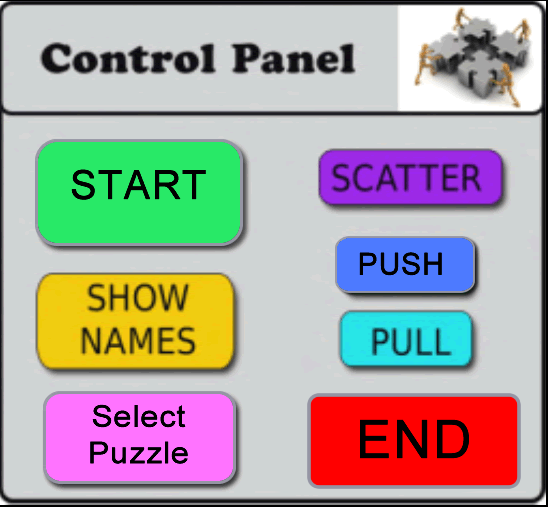 Control Panel
START
SCATTER
PUSH
SHOW
NAMES
PULL
Select
Puzzle
END